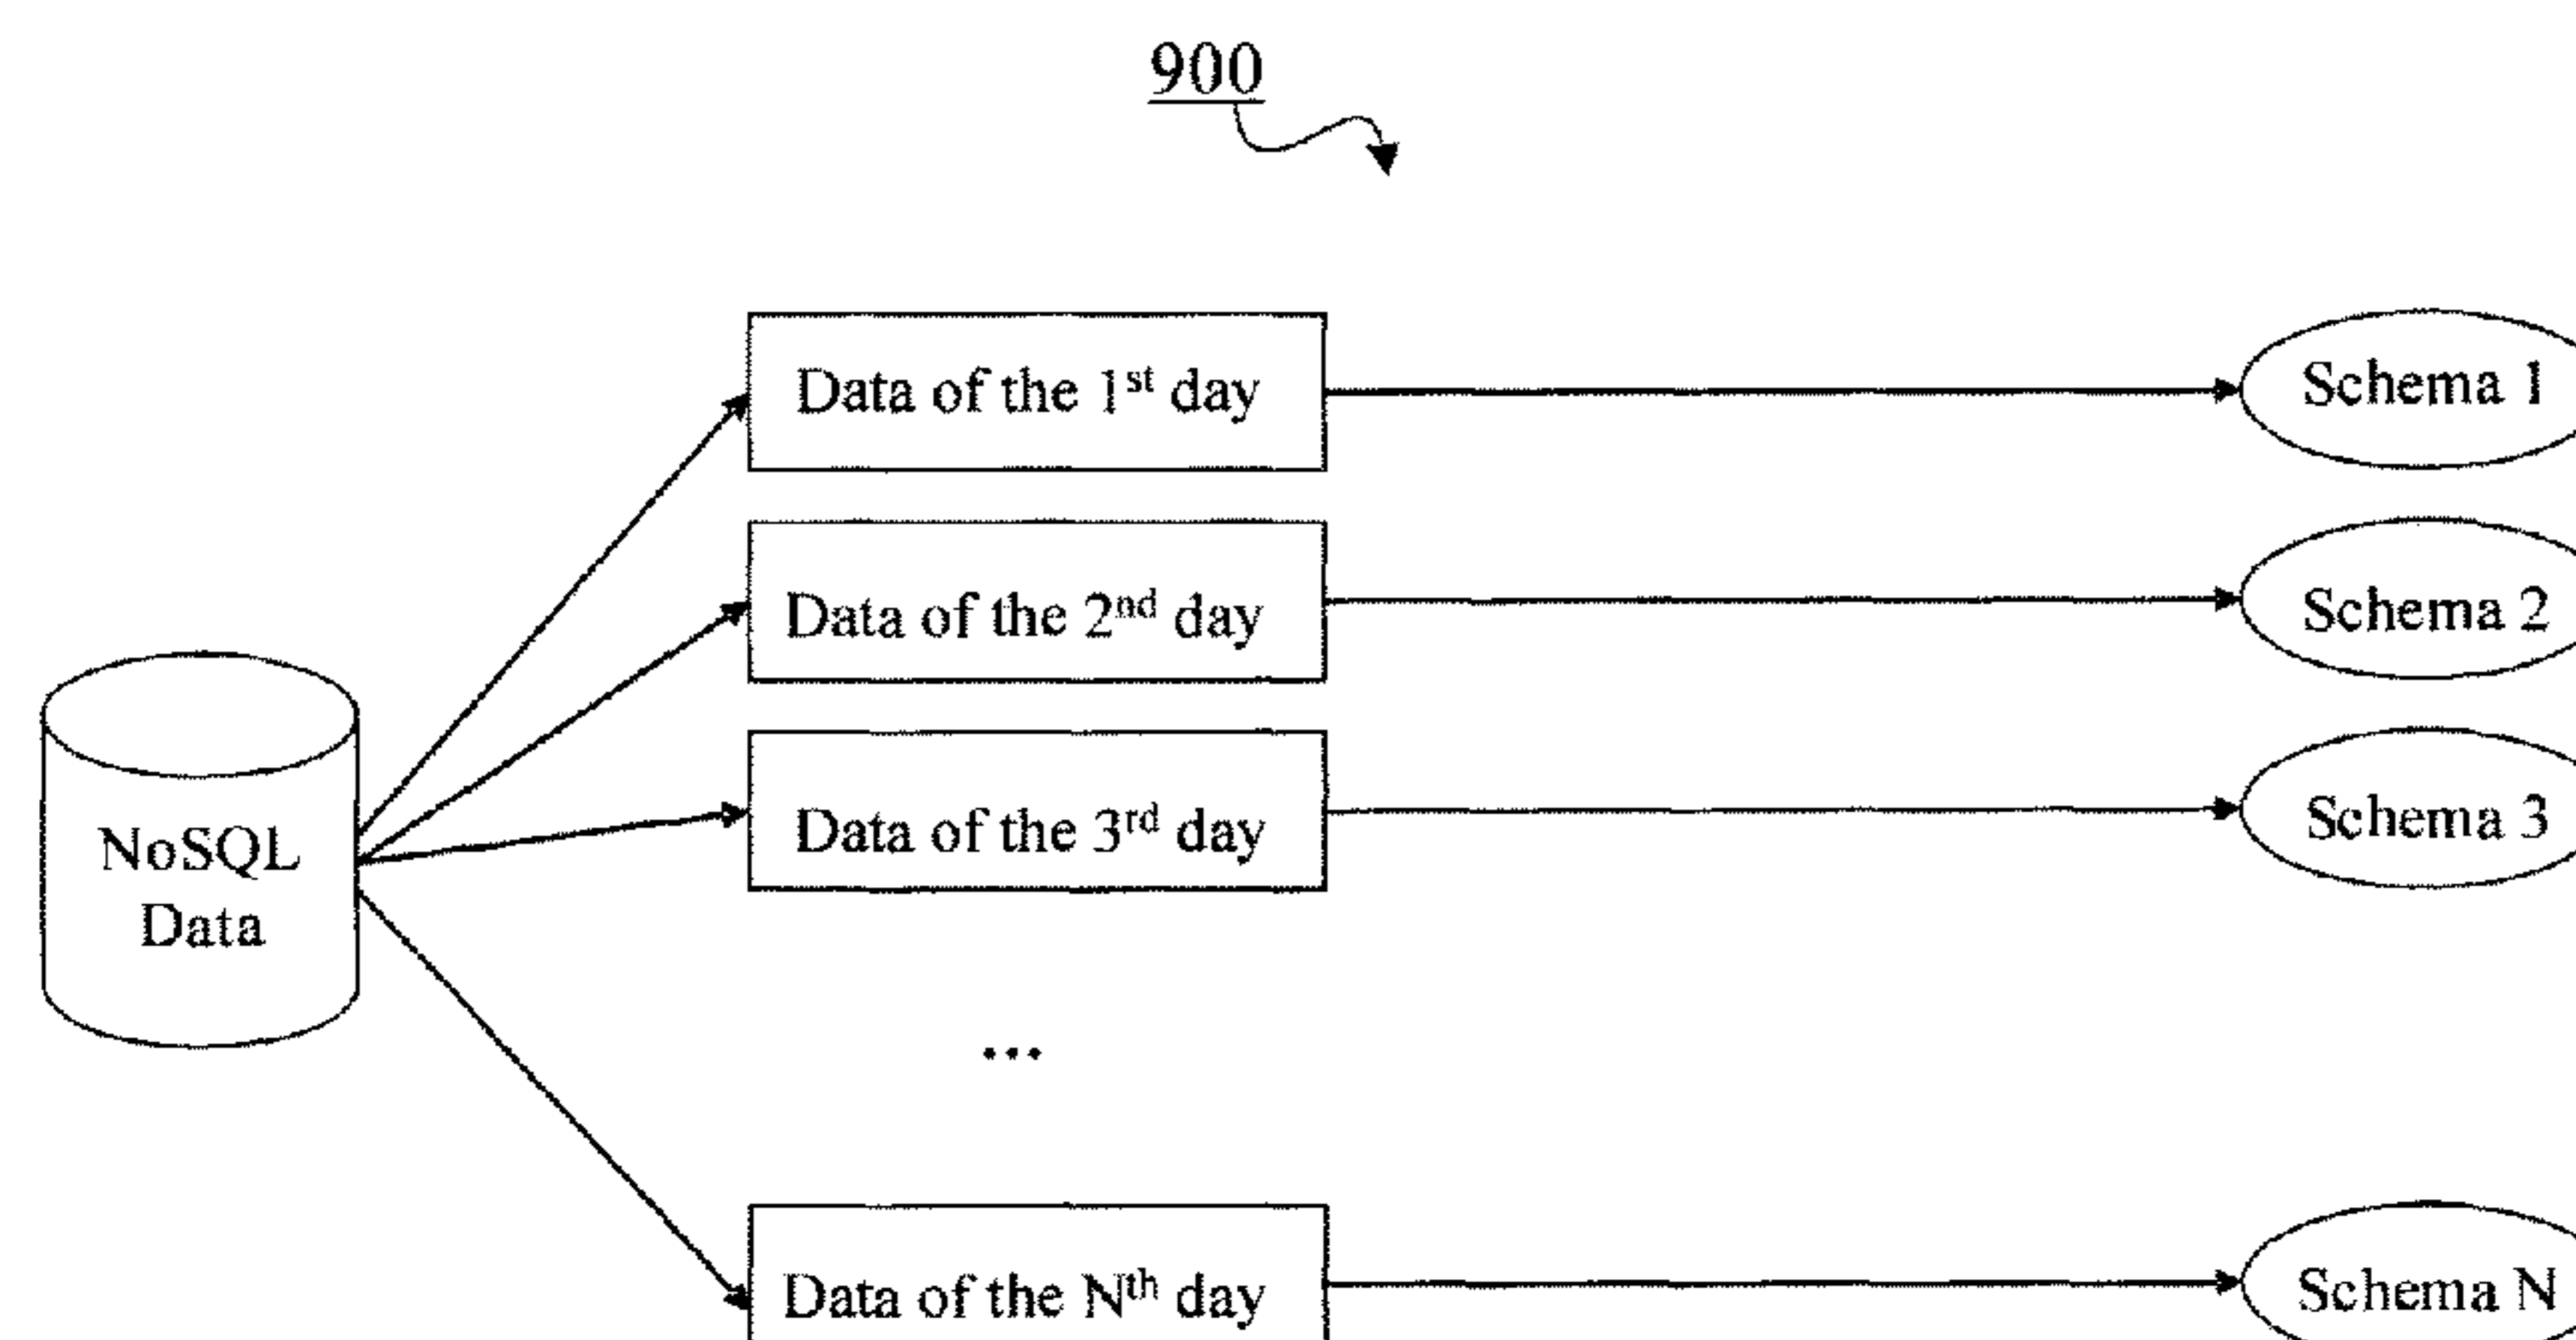 900
Data of the 1st day
Schema 1
Data of the 2nd day
Schema 2
Data of the 3rd day
Schema 3
NoSQL
Data
...
Data of the Nth day
Schema N